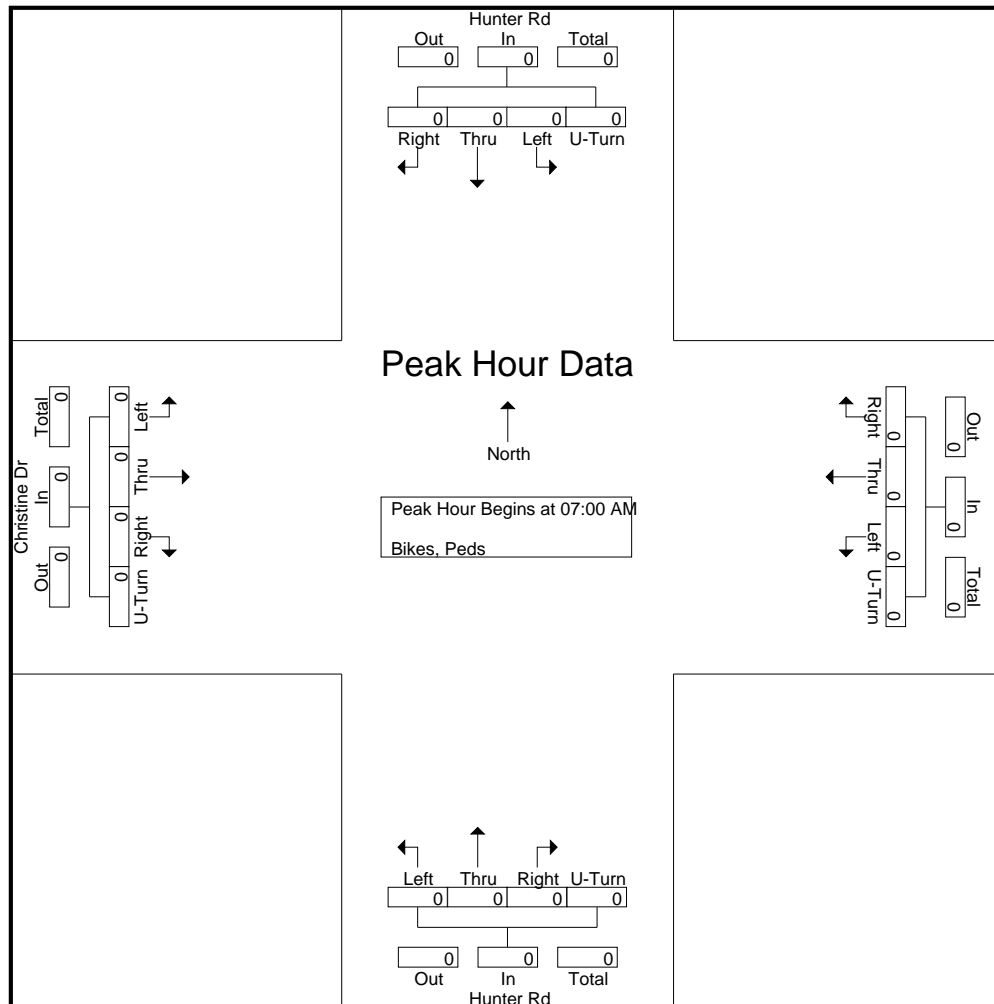 Hunter Rd
Out In Total
0 0 0
0 0 0 0
Right Thru Left U-Turn
Peak Hour Data
North
Peak Hour Begins at 07:00 AM
Bikes, Peds
Christine Dr
Total In Out
0 0 0
0 0 0 0
Left Thru Right U-Turn
Right Thru Left U-Turn
0 0 0 0
Out In Total
0 0 0
Left Thru Right U-Turn
0 0 0 0
0 0 0
Out In Total
Hunter Rd